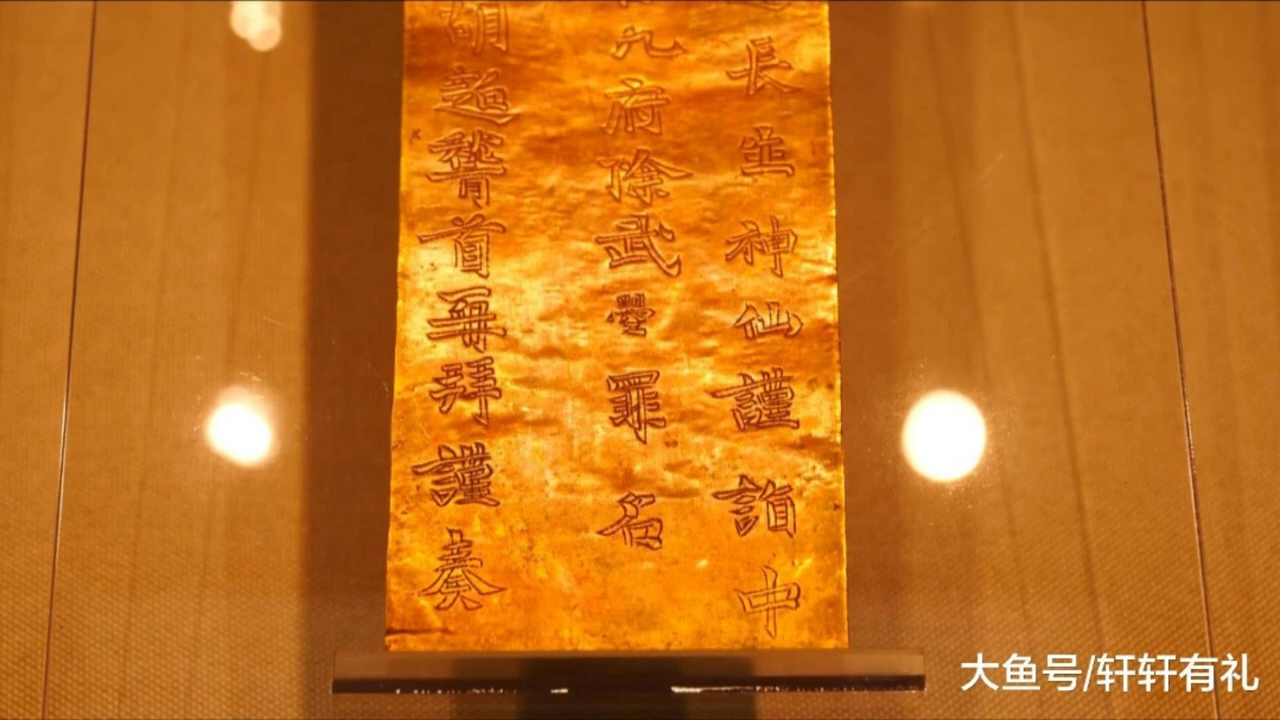 長生神仙謹詣中
九府除武曌罪名
胡超稽首再拜謹奏
大鱼号/轩轩有礼